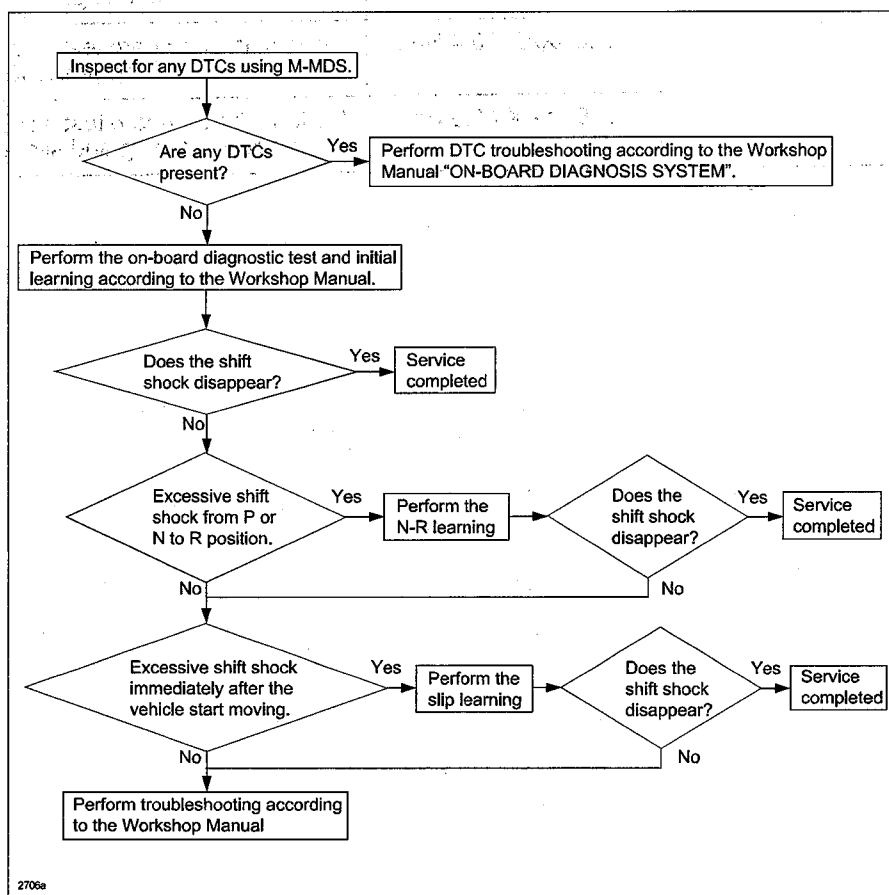 Inspect for any DTCs using M-MDS.
Are any DTCs
present?
Yes
Perform DTC troubleshooting according to the Workshop
Manual "ON-BOARD DIAGNOSIS SYSTEM".
No
Perform the on-board diagnostic test and initial
learning according to the Workshop Manual.
Does the shift
shock disappear?
Yes
Service
completed
No
Excessive shift
shock from P or
N to R position.
Yes
Perform the
N-R learning
Does the
shift shock
disappear?
Yes
Service
completed
No
No
Excessive shift shock
immediately after the
vehicle start moving.
Yes
Perform the
slip learning
Does the
shift shock
disappear?
Yes
Service
completed
No
No
Perform troubleshooting according
to the Workshop Manual
2706a